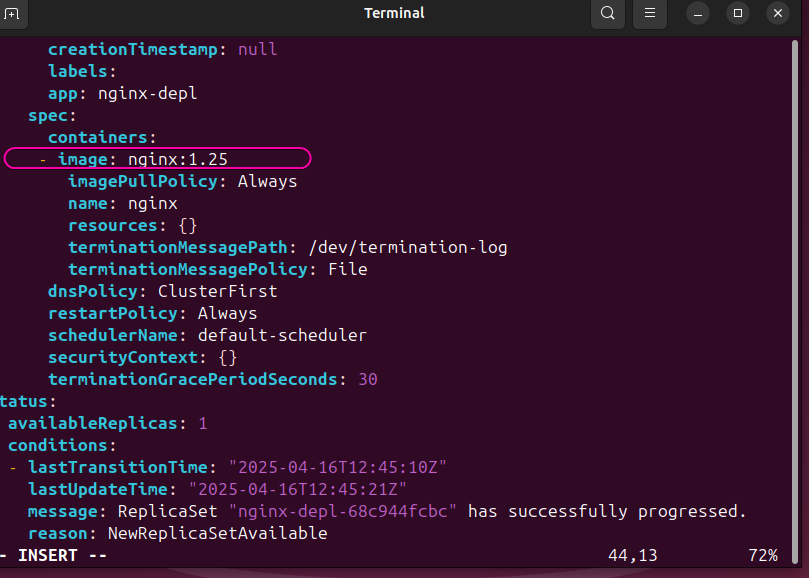 Terminal
creationTimestamp: null
labels:
app: nginx-depl
spec:
containers:
- image: nginx:1.25
imagePullPolicy: Always
name: nginx
resources: {}
terminationMessagePath: /dev/termination-log
terminationMessagePolicy: File
dnsPolicy: ClusterFirst
restartPolicy: Always
schedulerName: default-scheduler
securityContext: {}
terminationGracePeriodSeconds: 30
tatus:
availableReplicas: 1
conditions:
- lastTransitionTime: "2025-04-16T12:45:10Z"
lastUpdateTime: "2025-04-16T12:45:21Z"
message: ReplicaSet "nginx-depl-68c944fcbc" has successfully progressed.
reason: NewReplicaSetAvailable
- INSERT -- 44,13 72%